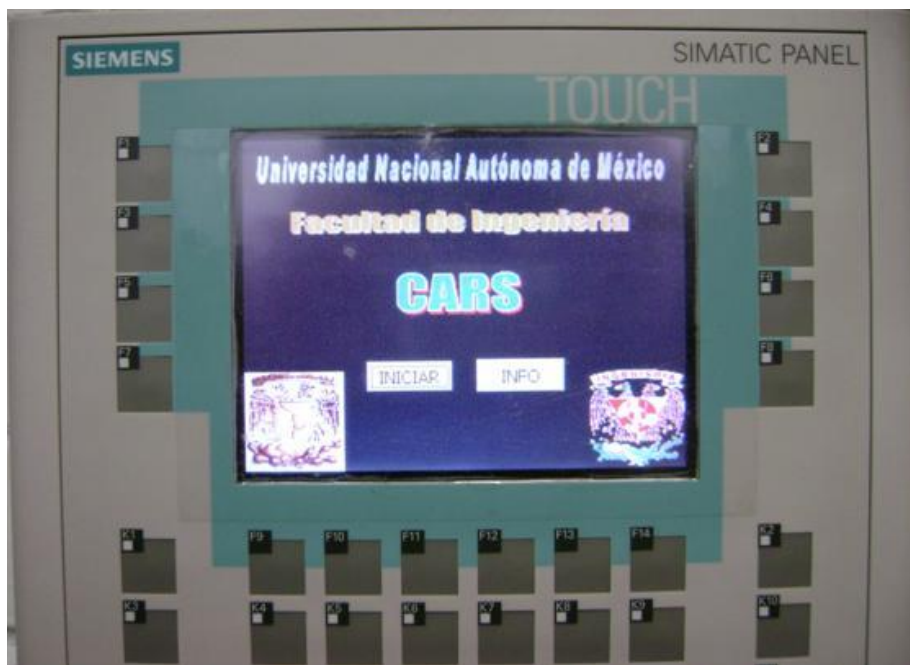 SIEMENS
SIMATIC PANEL
TOUCH
Universidad Nacional Autónoma de México
Facultad de Ingeniería
CARS
INICIAR INFO
INGENIERIA
F1 F2
F3 F4
F5 F6
F7 F8
K1 F9 F10 F11 F12 F13 F14 K2
K3 K4 K5 K6 K7 K8 K9 K10